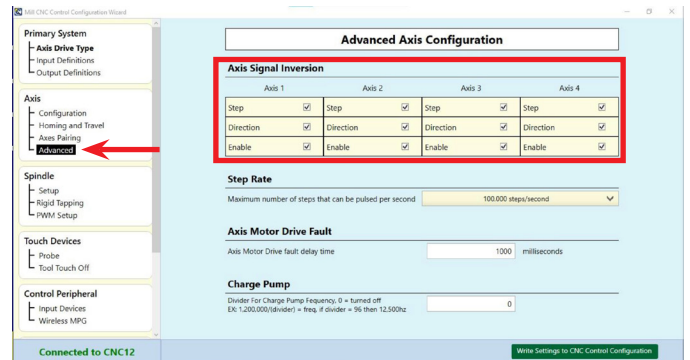 Mill CNC Control Configuration Wizard
Primary System
Axis Drive Type
Input Definitions
Output Definitions
Axis
Configuration
Homing and Travel
Axes Pairing
Advanced
Spindle
Setup
Rigid Tapping
PWM Setup
Touch Devices
Probe
Tool Touch Off
Control Peripheral
Input Devices
Wireless MPG
Connected to CNC12
Advanced Axis Configuration
Axis Signal Inversion
Axis 1 Axis 2 Axis 3 Axis 4
Step Step Step Step
Direction Direction Direction Direction
Enable Enable Enable Enable
Step Rate
Maximum number of steps that can be pulsed per second 100.000 steps/second
Axis Motor Drive Fault
Axis Motor Drive fault delay time 1000 milliseconds
Charge Pump
Divider For Charge Pump Fequency, 0 = turned off
EX: 1.200,000/(divider) = freq, if divider = 96 then 12.500hz
0
Write Settings to CNC Control Configuration